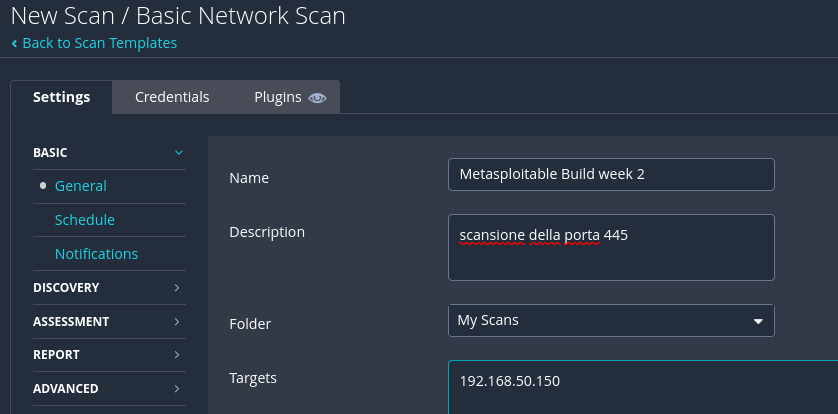 New Scan / Basic Network Scan
‹ Back to Scan Templates
Settings Credentials Plugins
BASIC
General
Schedule
Notifications
DISCOVERY
ASSESSMENT
REPORT
ADVANCED
Name Metasploitable Build week 2
Description scansione della porta 445
Folder My Scans
Targets 192.168.50.150